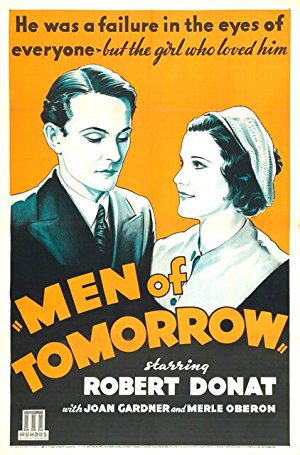 He was a failure in the eyes of
everyone-but the girl who loved him
"MEN of
TOMORROW"
starring
ROBERT DONAT
with JOAN GARDNER and MERLE OBERON
MUNDUS